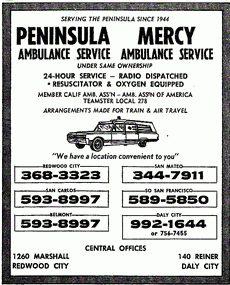 SERVING THE PENINSULA SINCE 1944
PENINSULA MERCY
AMBULANCE SERVICE AMBULANCE SERVICE
UNDER SAME OWNERSHIP
24-HOUR SERVICE – RADIO DISPATCHED
• RESUSCITATOR & OXYGEN EQUIPPED
MEMBER CALIF AMB. ASS'N – AMB. ASS'N OF AMERICA
TEAMSTER LOCAL 278
ARRANGEMENTS MADE FOR TRAIN & AIR TRAVEL
"We have a location convenient to you"
REDWOOD CITY SAN MATEO
368-3323 344-7911
SAN CARLOS SO SAN FRANCISCO
593-8997 589-5850
BELMONT DALY CITY
593-8997 992-1644
or 756-7455
CENTRAL OFFICES
1260 MARSHALL 140 REINER
REDWOOD CITY DALY CITY